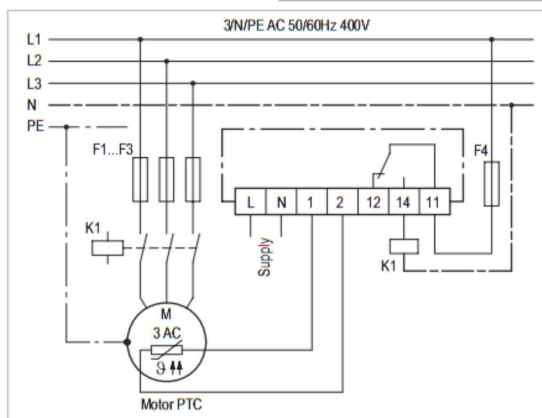 3/N/PE AC 50/60Hz 400V
L1
L2
L3
N
PE
F1...F3
F4
L N 1 2 12 14 11
K1
Supply
K1
M
3 AC
ϑ
Motor PTC